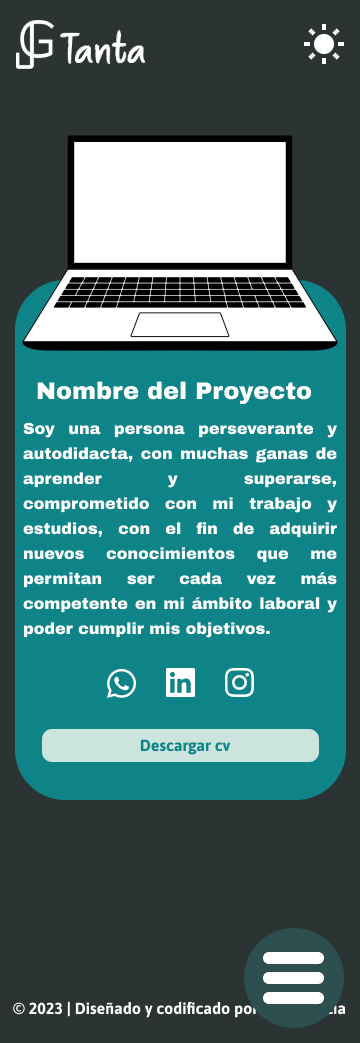 JG Tanta
Nombre del Proyecto
Soy una persona perseverante y
autodidacta, con muchas ganas de
aprender y superarse,
comprometido con mi trabajo y
estudios, con el fin de adquirir
nuevos conocimientos que me
permitan ser cada vez más
competente en mi ámbito laboral y
poder cumplir mis objetivos.
in
Descargar cv
© 2023 | Diseñado y codificado por